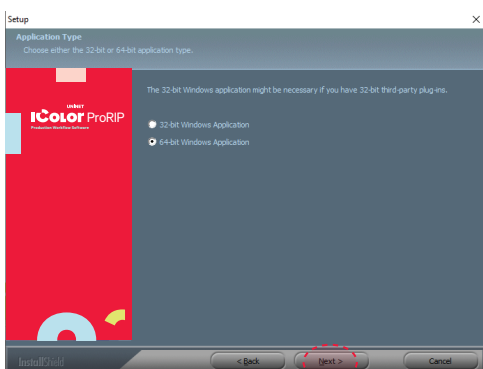 Setup
Application Type
Choose either the 32-bit or 64-bit application type.
The 32-bit Windows application might be necessary if you have 32-bit third-party plug-ins.
UNINET
IColor ProRIP
Production Workflow Software
32-bit Windows Application
64-bit Windows Application
InstallShield
< Back
Next >
Cancel